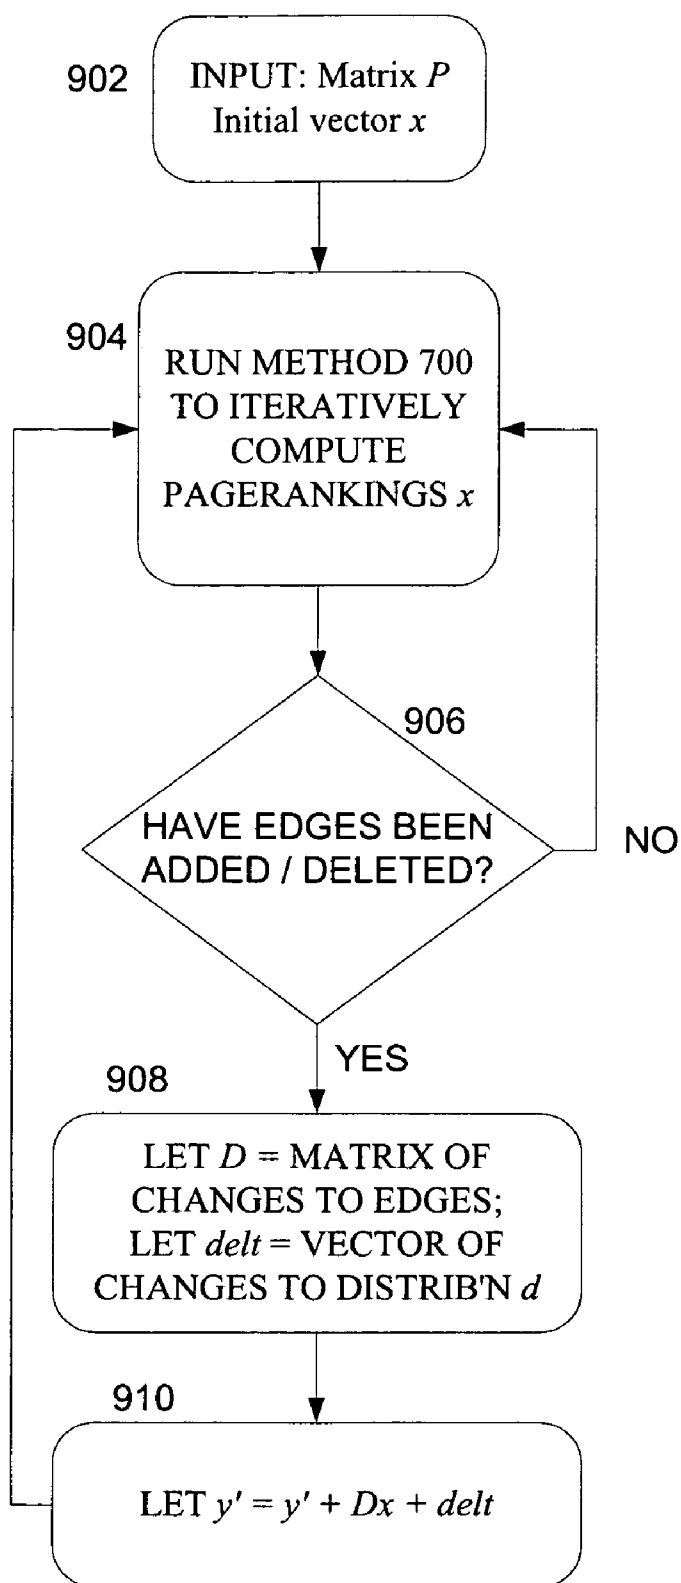 902
INPUT: Matrix P
Initial vector x
904
RUN METHOD 700
TO ITERATIVELY
COMPUTE
PAGERANKINGS x
906
HAVE EDGES BEEN
ADDED / DELETED?
NO
YES
908
LET D = MATRIX OF
CHANGES TO EDGES;
LET delt = VECTOR OF
CHANGES TO DISTRIB'N d
910
LET y' = y' + Dx + delt